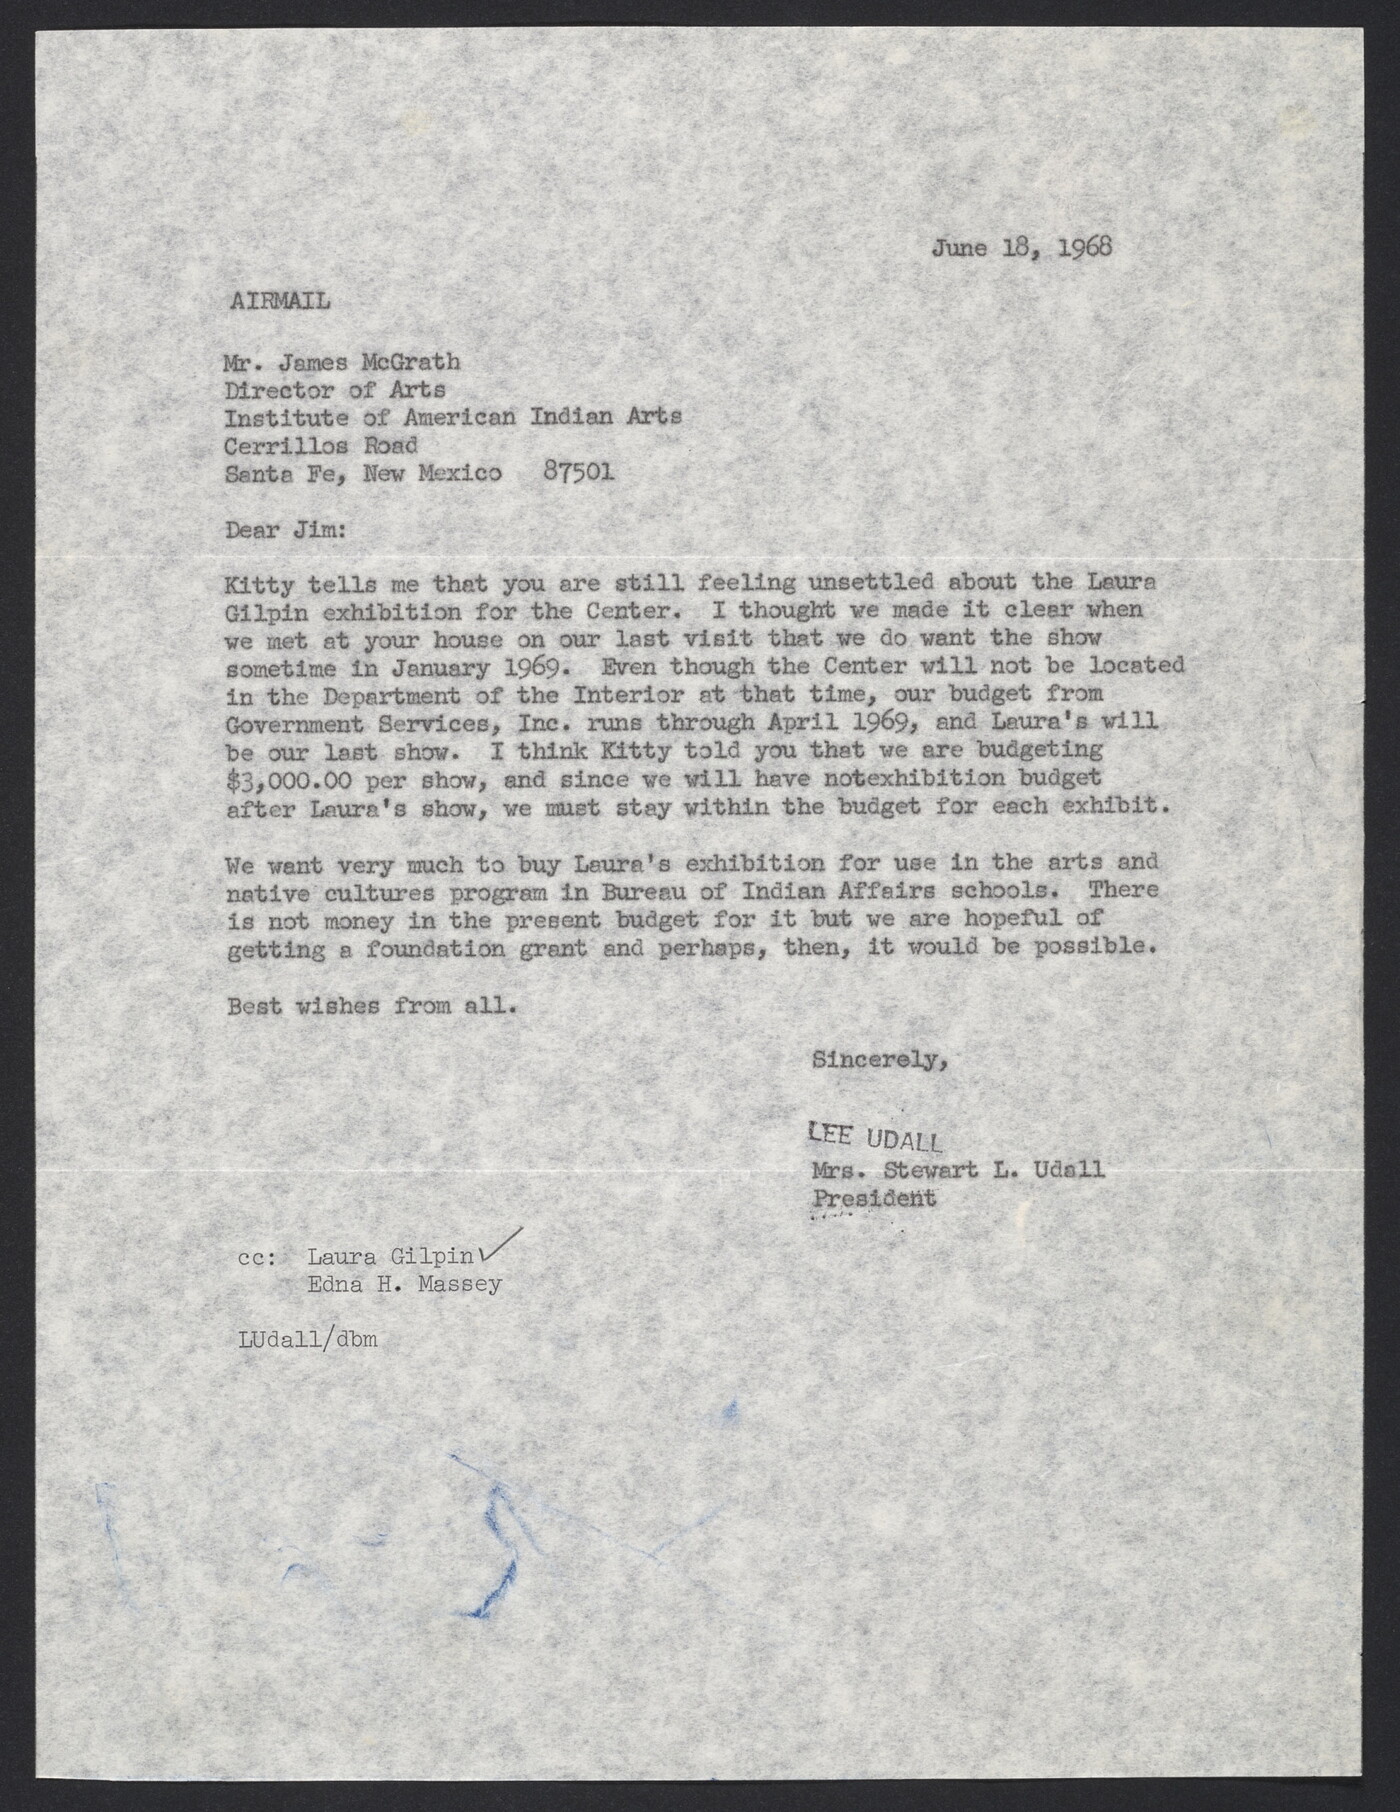 June 18, 1968
AIRMAIL
Mr. James McGrath
Director of Arts
Institute of American Indian Arts
Cerrillos Road
Santa Fe, New Mexico   87501
Dear Jim:
Kitty tells me that you are still feeling unsettled about the Laura
Gilpin exhibition for the Center.  I thought we made it clear when
we met at your house on our last visit that we do want the show
sometime in January 1969.  Even though the Center will not be located
in the Department of the Interior at that time, our budget from
Government Services, Inc. runs through April 1969, and Laura's will
be our last show.  I think Kitty told you that we are budgeting
$3,000.00 per show, and since we will have notexhibition budget
after Laura's show, we must stay within the budget for each exhibit.
We want very much to buy Laura's exhibition for use in the arts and
native cultures program in Bureau of Indian Affairs schools.  There
is not money in the present budget for it but we are hopeful of
getting a foundation grant and perhaps, then, it would be possible.
Best wishes from all.
Sincerely,
LEE UDALL
Mrs. Stewart L. Udall
President
cc:  Laura Gilpin ✓
Edna H. Massey
LUdall/dbm